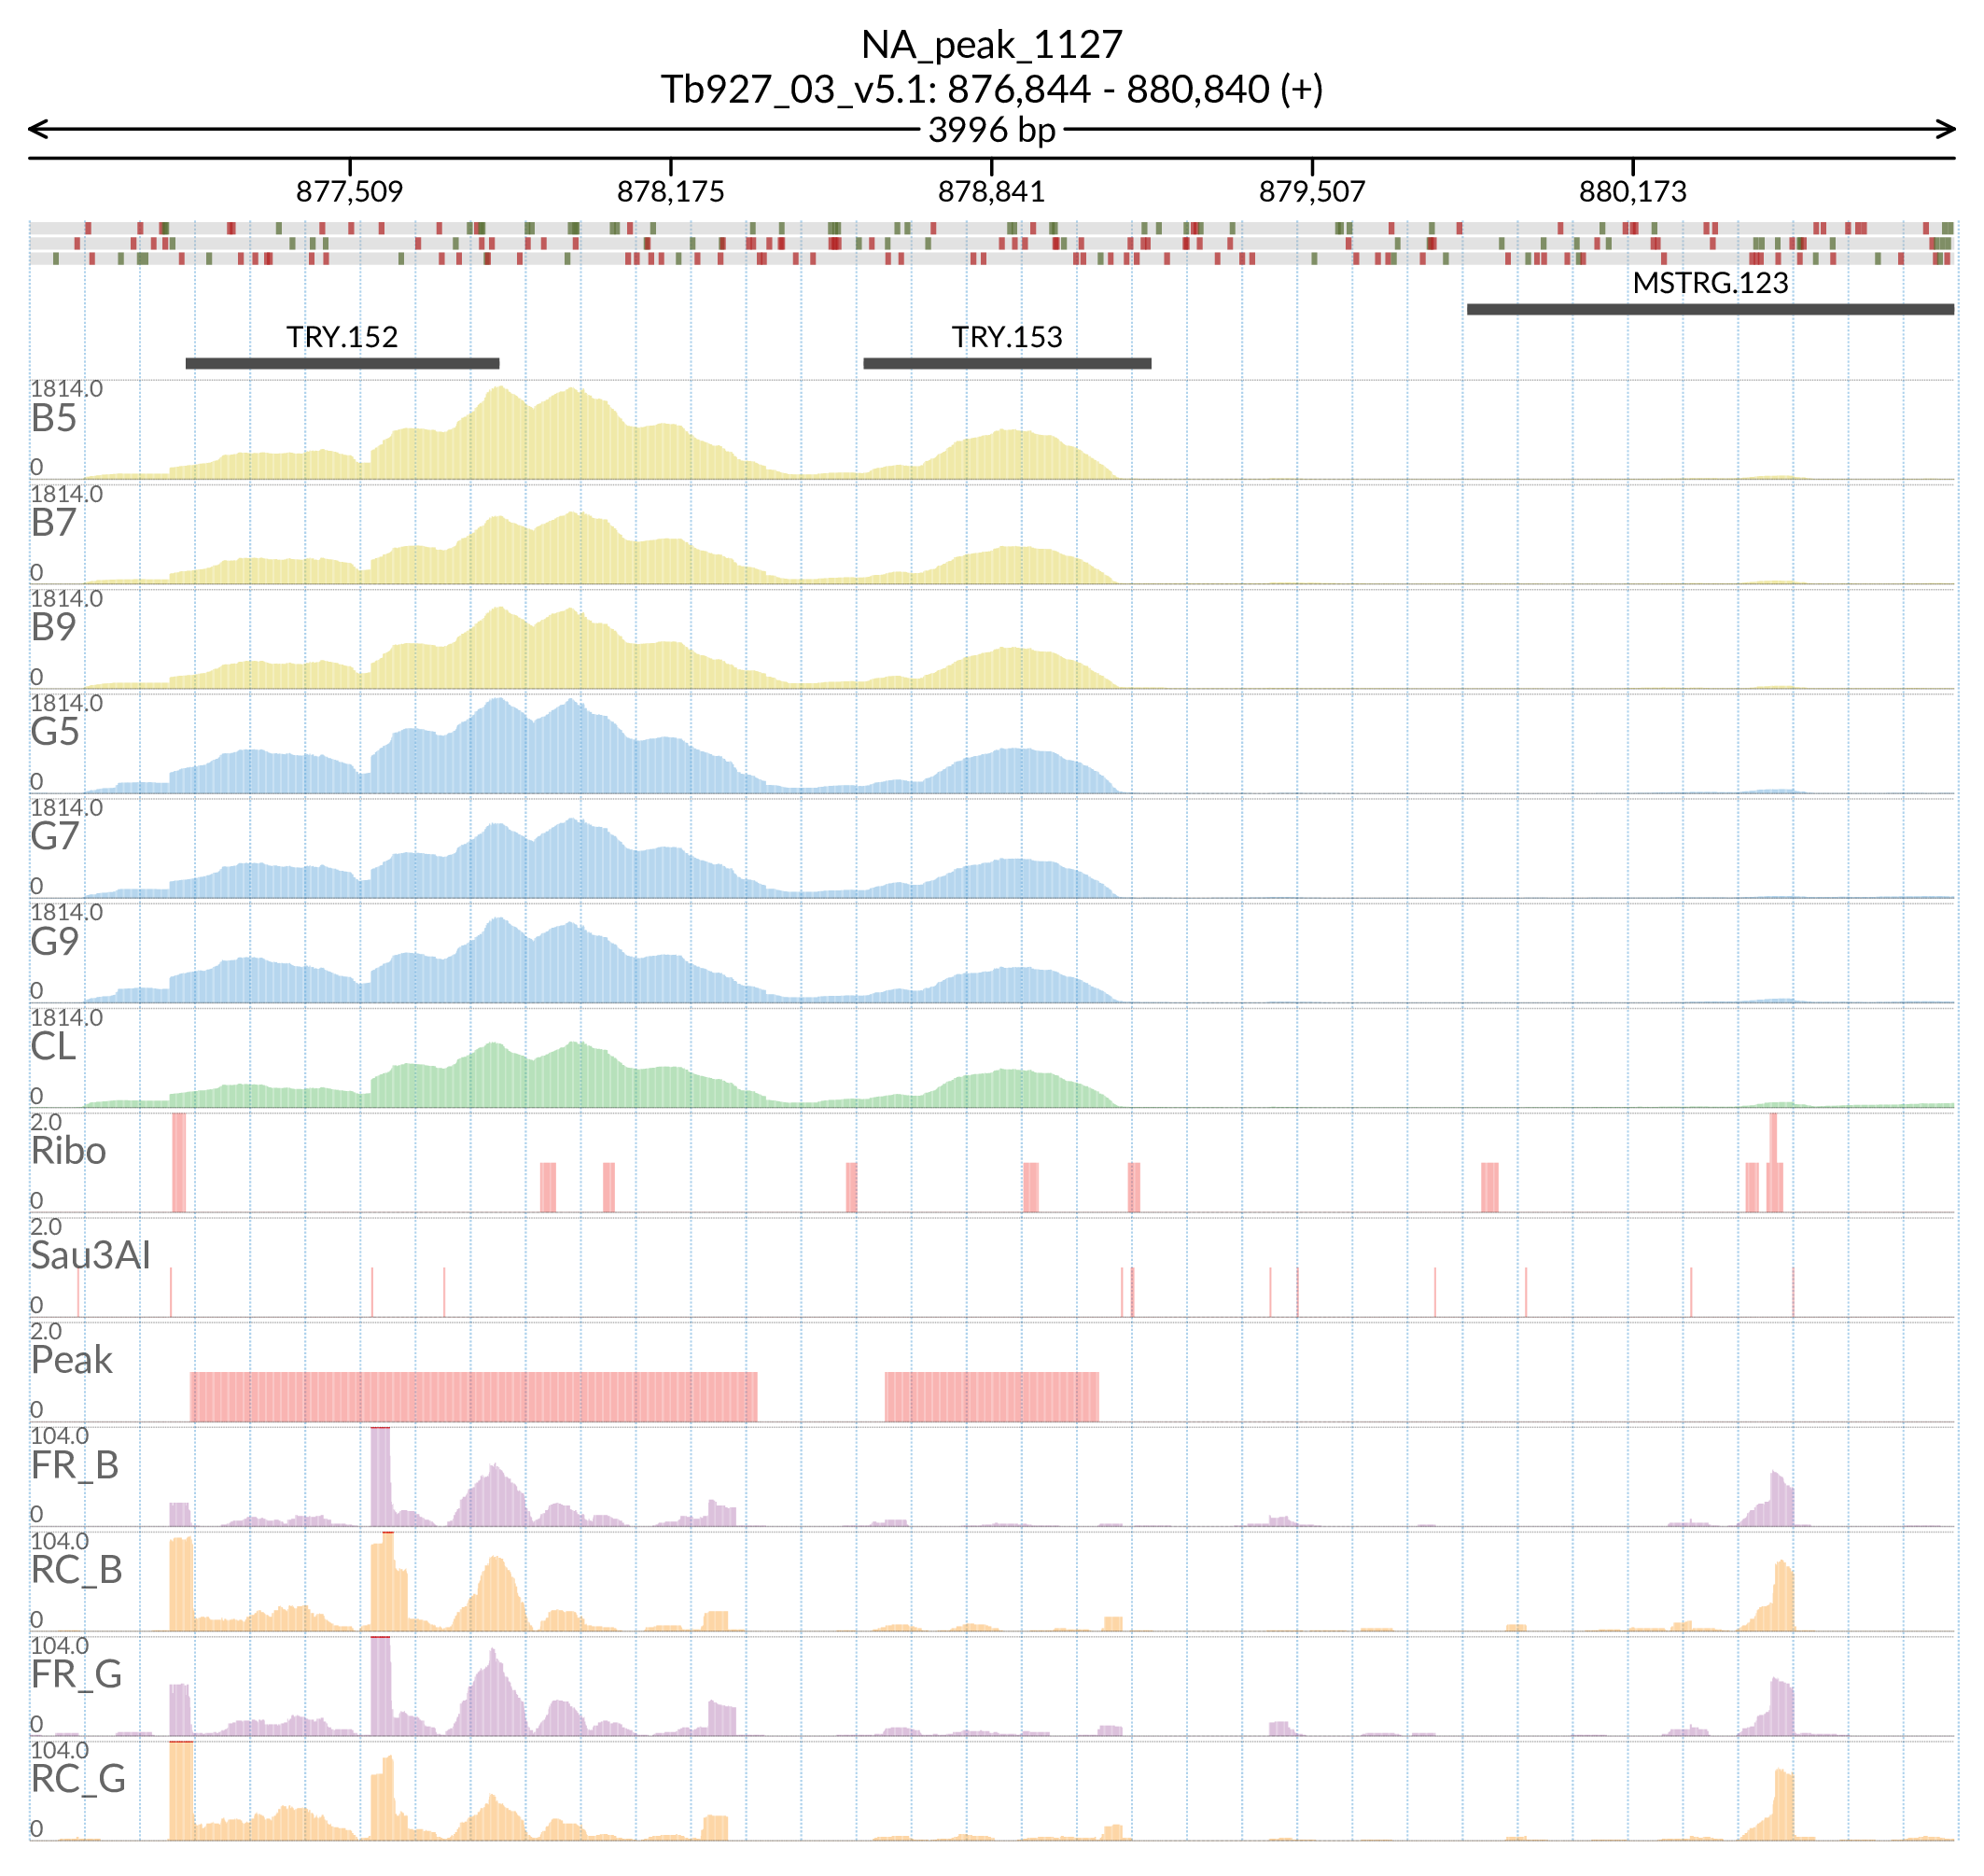 NA_peak_1127
Tb927_03_v5.1: 876,844 - 880,840 (+)
3996 bp
877,509 878,175 878,841 879,507 880,173
MSTRG.123
TRY.152 TRY.153
1814.0
B5
0
1814.0
B7
0
1814.0
B9
0
1814.0
G5
0
1814.0
G7
0
1814.0
G9
0
1814.0
CL
0
2.0
Ribo
0
2.0
Sau3AI
0
2.0
Peak
0
104.0
FR_B
0
104.0
RC_B
0
104.0
FR_G
0
104.0
RC_G
0